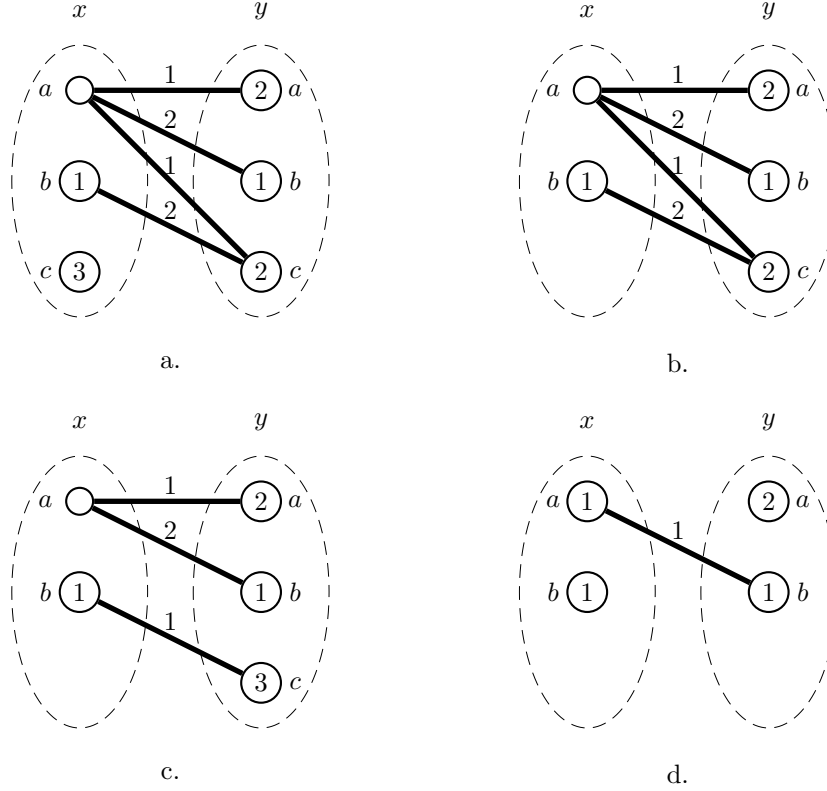 x y x y
a 1 2 a a 1 2 a
2 2
b 1 1 1 b b 1 1 1 b
2 2
c 3 2 c 2 c
a. b.
x y x y
a 1 2 a a 1 2 a
2 1
b 1 1 b b 1 1 b
1
3 c
c. d.